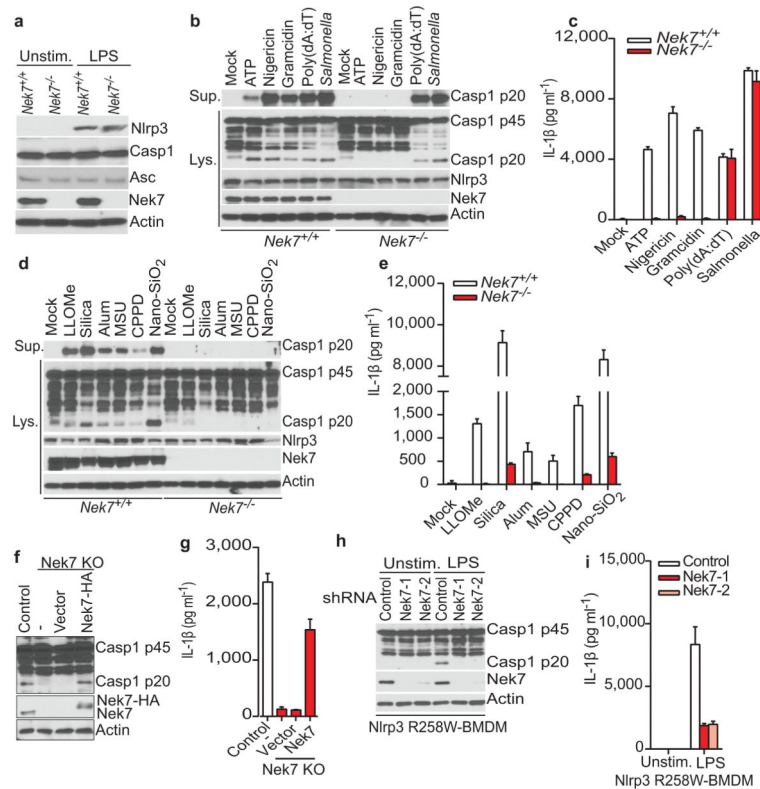 a
Unstim. LPS
Nek7+/+ Nek7-/- Nek7+/+ Nek7-/-
Nlrp3
Casp1
Asc
Nek7
Actin
b
Mock ATP Nigericin Gramcidin Poly(dA:dT) Salmonella Mock ATP Nigericin Gramcidin Poly(dA:dT) Salmonella
Sup. Casp1 p20
Casp1 p45
Lys. Casp1 p20
Nlrp3
Nek7
Actin
Nek7+/+ Nek7-/-
c
Nek7+/+
Nek7-/-
IL-1β (pg ml-1)
12,000
8,000
4,000
0
Mock ATP Nigericin Gramcidin Poly(dA:dT) Salmonella
d
Mock LLOMe Silica Alum MSU CPPD Nano-SiO2 Mock LLOMe Silica Alum MSU CPPD Nano-SiO2
Sup. Casp1 p20
Casp1 p45
Lys. Casp1 p20
Nlrp3
Nek7
Actin
Nek7+/+ Nek7-/-
e
Nek7+/+
Nek7-/-
IL-1β (pg ml-1)
12,000
9,000
6,000
2,000
1,500
1,000
500
0
Mock LLOMe Silica Alum MSU CPPD Nano-SiO2
f
Nek7 KO
Control - Vector Nek7-HA
Casp1 p45
Casp1 p20
Nek7-HA
Nek7
Actin
g
IL-1β (pg ml-1)
3,000
2,000
1,000
0
Control - Vector Nek7
Nek7 KO
h
Unstim. LPS
shRNA Control Nek7-1 Nek7-2 Control Nek7-1 Nek7-2
Casp1 p45
Casp1 p20
Nek7
Actin
Nlrp3 R258W-BMDM
i
Control
Nek7-1
Nek7-2
IL-1β (pg ml-1)
15,000
10,000
5,000
0
Unstim. LPS
Nlrp3 R258W-BMDM